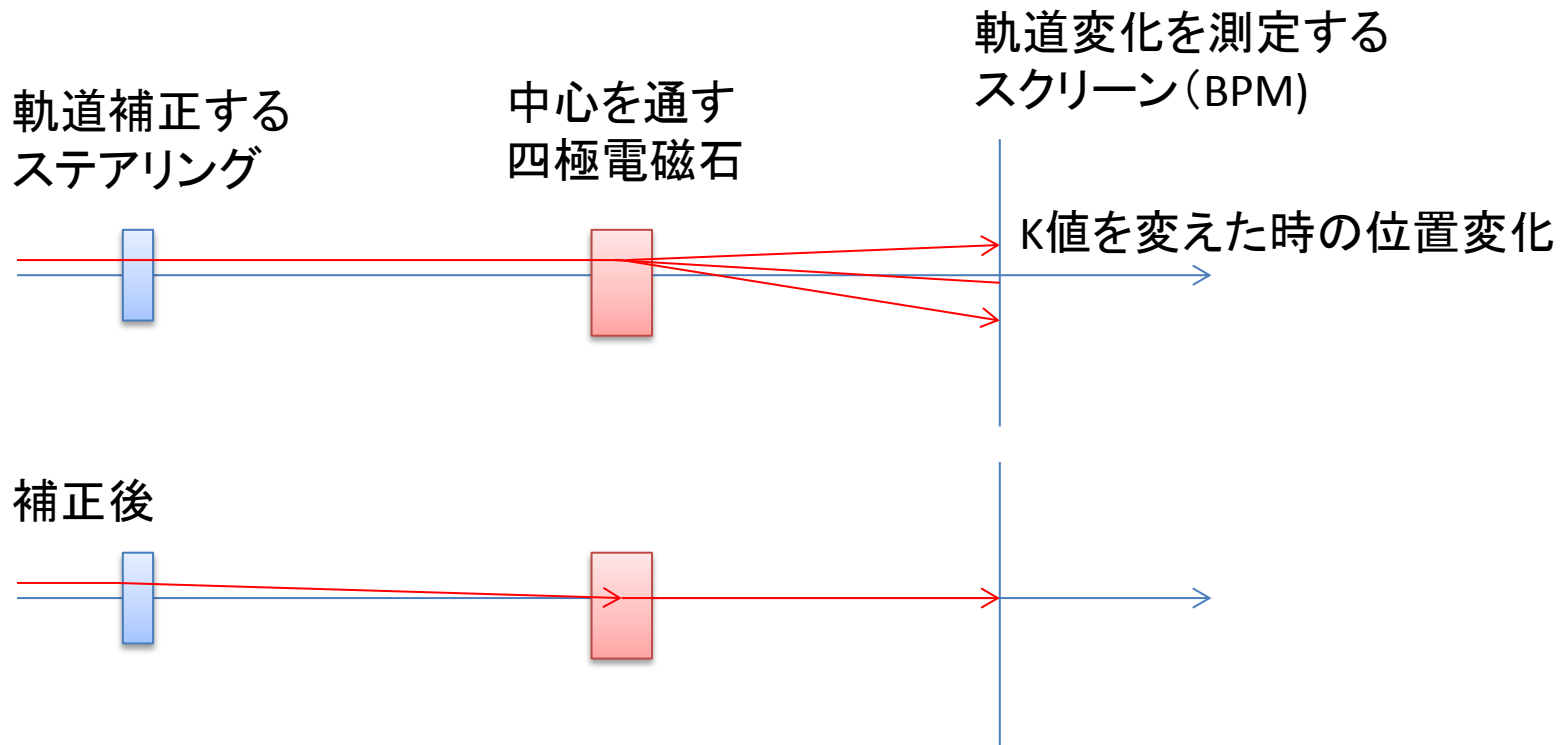 軌道変化を測定する
スクリーン（BPM)
軌道補正する
ステアリング
中心を通す
四極電磁石
K値を変えた時の位置変化
補正後